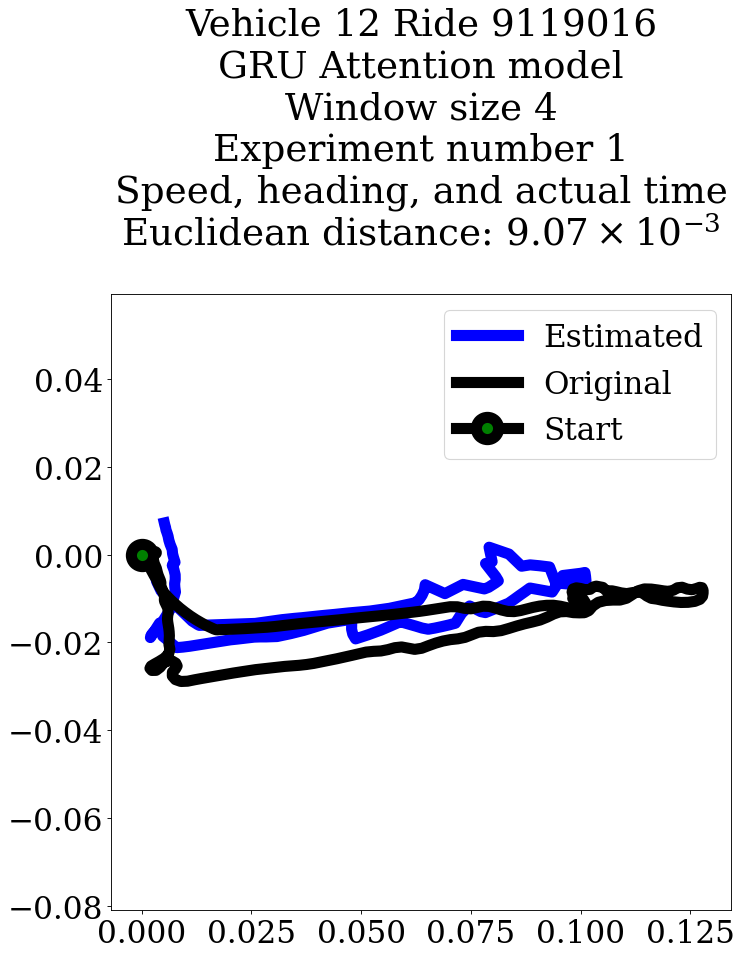 Vehicle 12 Ride 9119016
GRU Attention model
Window size 4
Experiment number 1
Speed, heading, and actual time
Euclidean distance: 9.07 × 10⁻³
Estimated
Original
Start
0.04
0.02
0.00
−0.02
−0.04
−0.06
−0.08
0.000 0.025 0.050 0.075 0.100 0.125